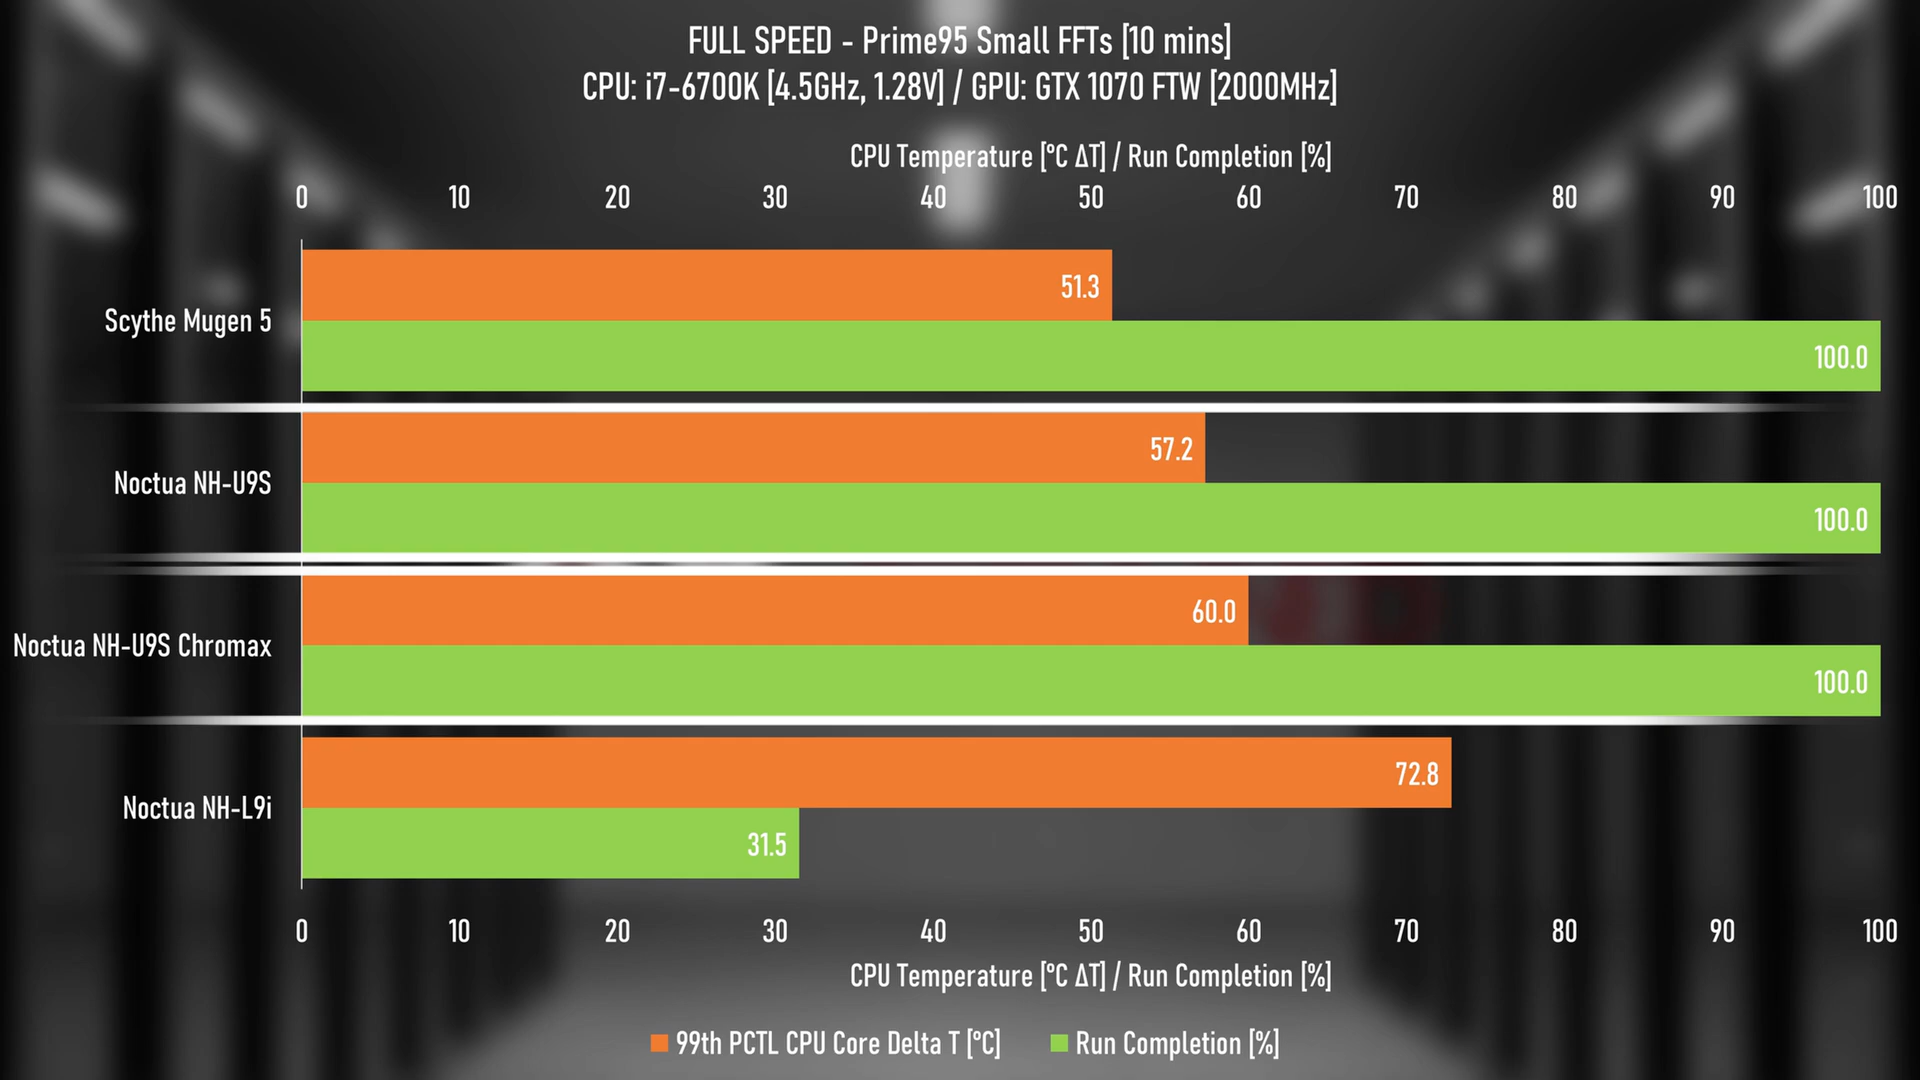 FULL SPEED - Prime95 Small FFTs [10 mins]
CPU: i7-6700K [4.5GHz, 1.28V] / GPU: GTX 1070 FTW [2000MHz]
CPU Temperature [°C ΔT] / Run Completion [%]
0 10 20 30 40 50 60 70 80 90 100
51.3
Scythe Mugen 5
100.0
57.2
Noctua NH-U9S
100.0
60.0
Noctua NH-U9S Chromax
100.0
72.8
Noctua NH-L9i
31.5
0 10 20 30 40 50 60 70 80 90 100
CPU Temperature [°C ΔT] / Run Completion [%]
99th PCTL CPU Core Delta T [°C] Run Completion [%]